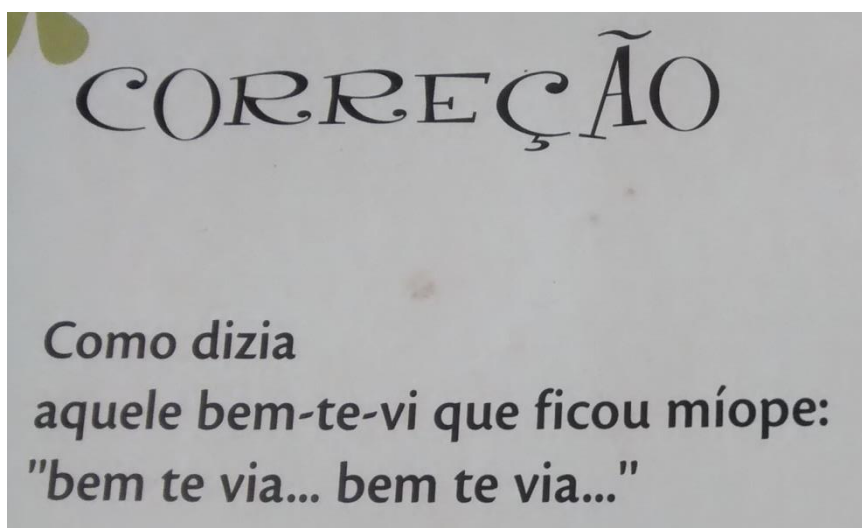 CORREÇÃO
Como dizia
aquele bem-te-vi que ficou míope:
"bem te via... bem te via..."